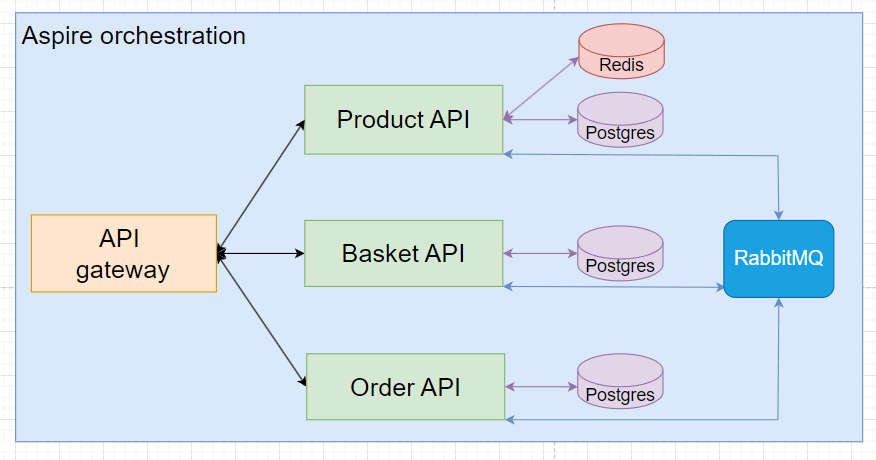 Aspire orchestration
Redis
Product API
Postgres
API
gateway
Basket API
Postgres
RabbitMQ
Order API
Postgres